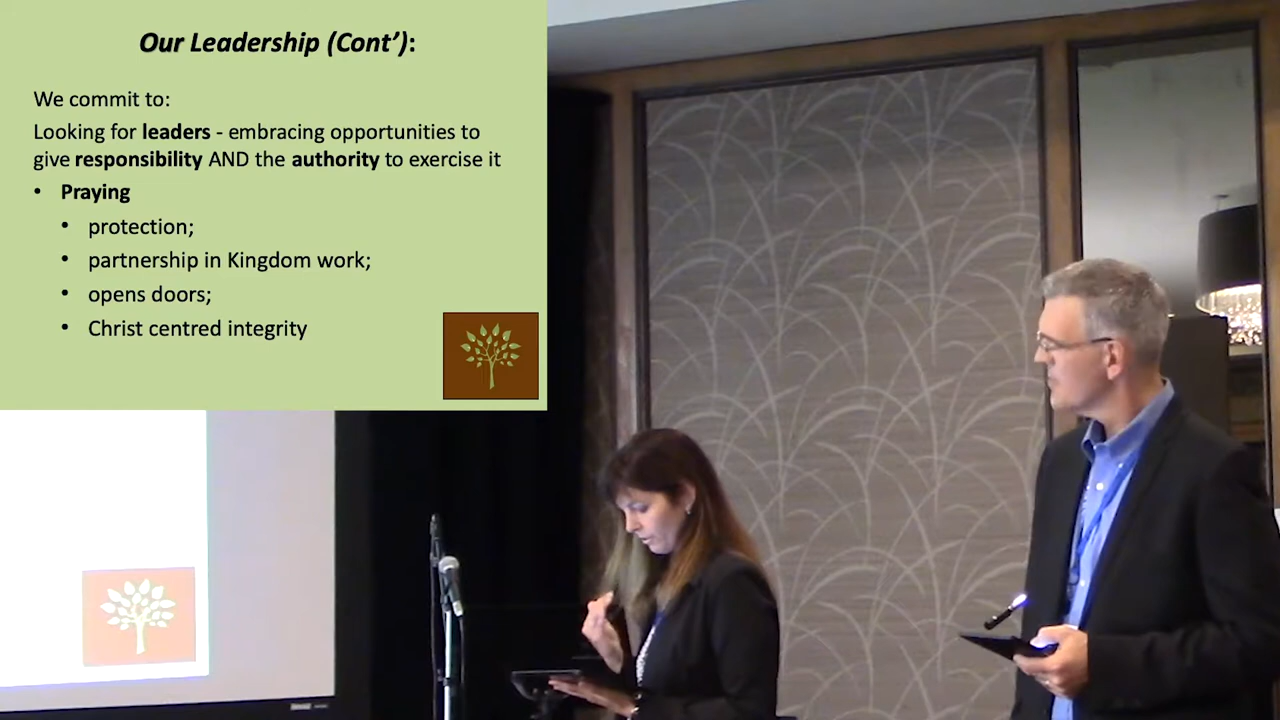 Our Leadership (Cont’):
We commit to:
Looking for leaders - embracing opportunities to
give responsibility AND the authority to exercise it
• Praying
• protection;
• partnership in Kingdom work;
• opens doors;
• Christ centred integrity